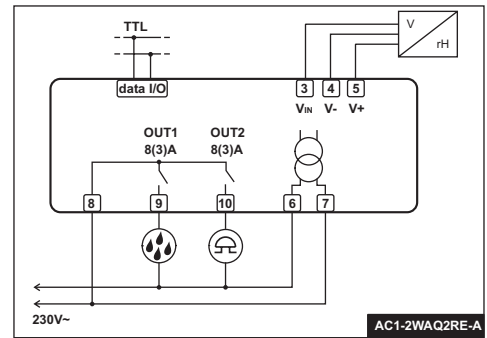 TTL
V
rH
data I/O
3 4 5
VIN V- V+
OUT1 OUT2
8(3)A 8(3)A
8 9 10 6 7
230V~
AC1-2WAQ2RE-A